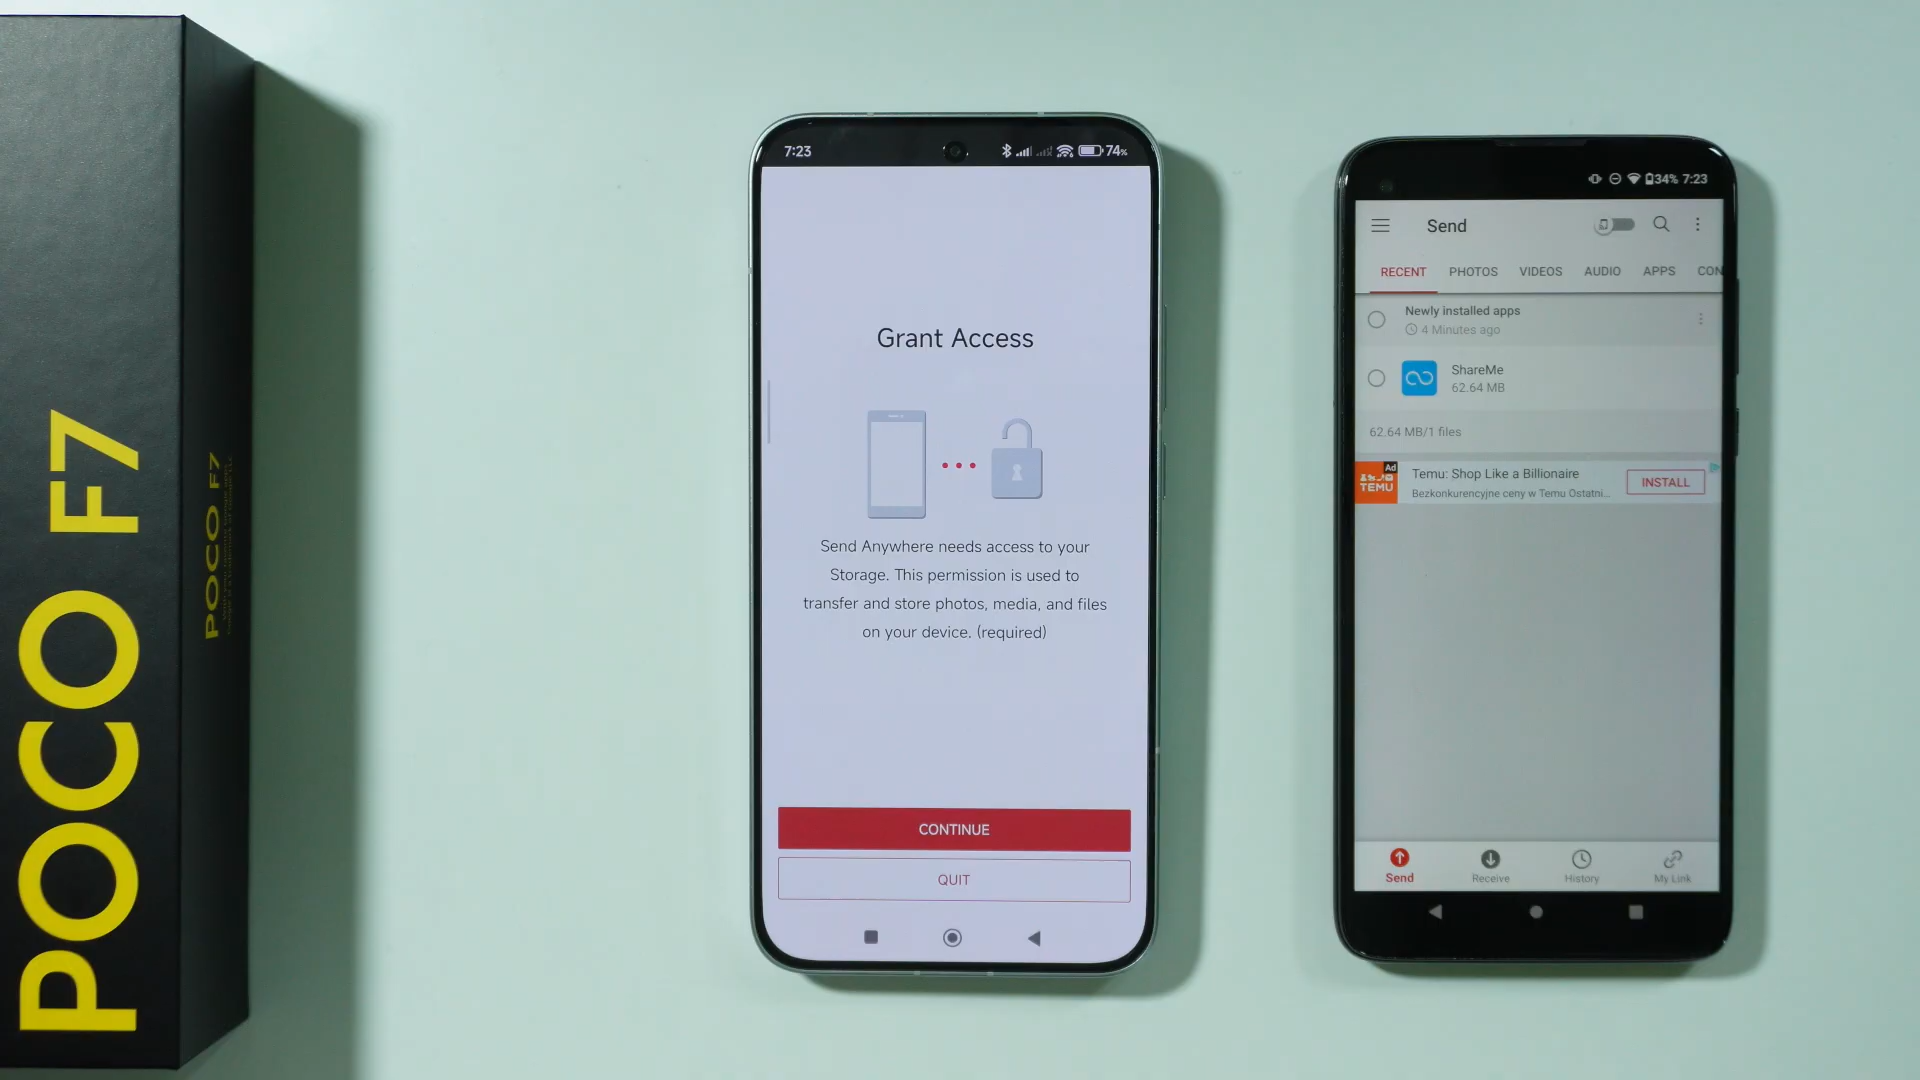 POCO F7
POCO F7
7:23
74%
Grant Access
Send Anywhere needs access to your
Storage. This permission is used to
transfer and store photos, media, and files
on your device. (required)
CONTINUE
QUIT
34% 7:23
Send
RECENT PHOTOS VIDEOS AUDIO APPS CON
Newly installed apps
4 Minutes ago
ShareMe
62.64 MB
62.64 MB/1 files
Ad
TEMU
Temu: Shop Like a Billionaire
Bezkonkurencyjne ceny w Temu Ostatni...
INSTALL
Send Receive History My Link